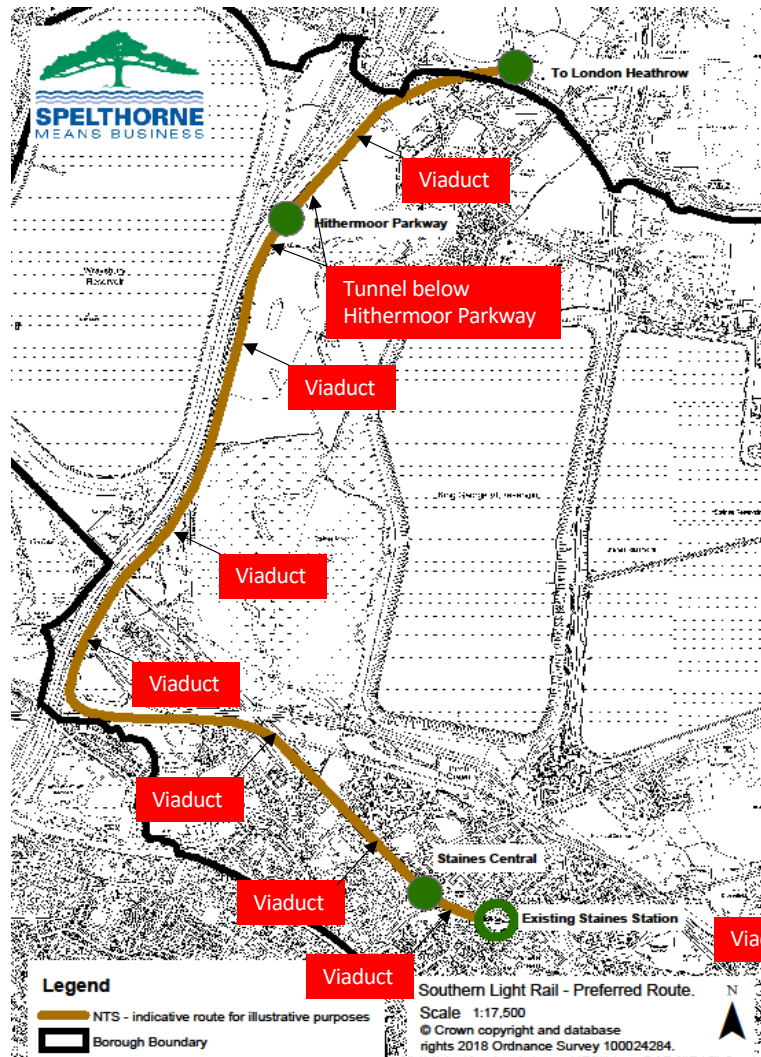 SPELTHORNE
MEANS BUSINESS
To London Heathrow
Viaduct
Hithermoor Parkway
Tunnel below
Hithermoor Parkway
Reservoir
Viaduct
Viaduct
Viaduct
Viaduct
Staines Central
Viaduct
Existing Staines Station
Viad
Viaduct
Legend
NTS - indicative route for illustrative purposes
Borough Boundary
Southern Light Rail - Preferred Route.
Scale 1:17,500
© Crown copyright and database
rights 2018 Ordnance Survey 100024284.
N